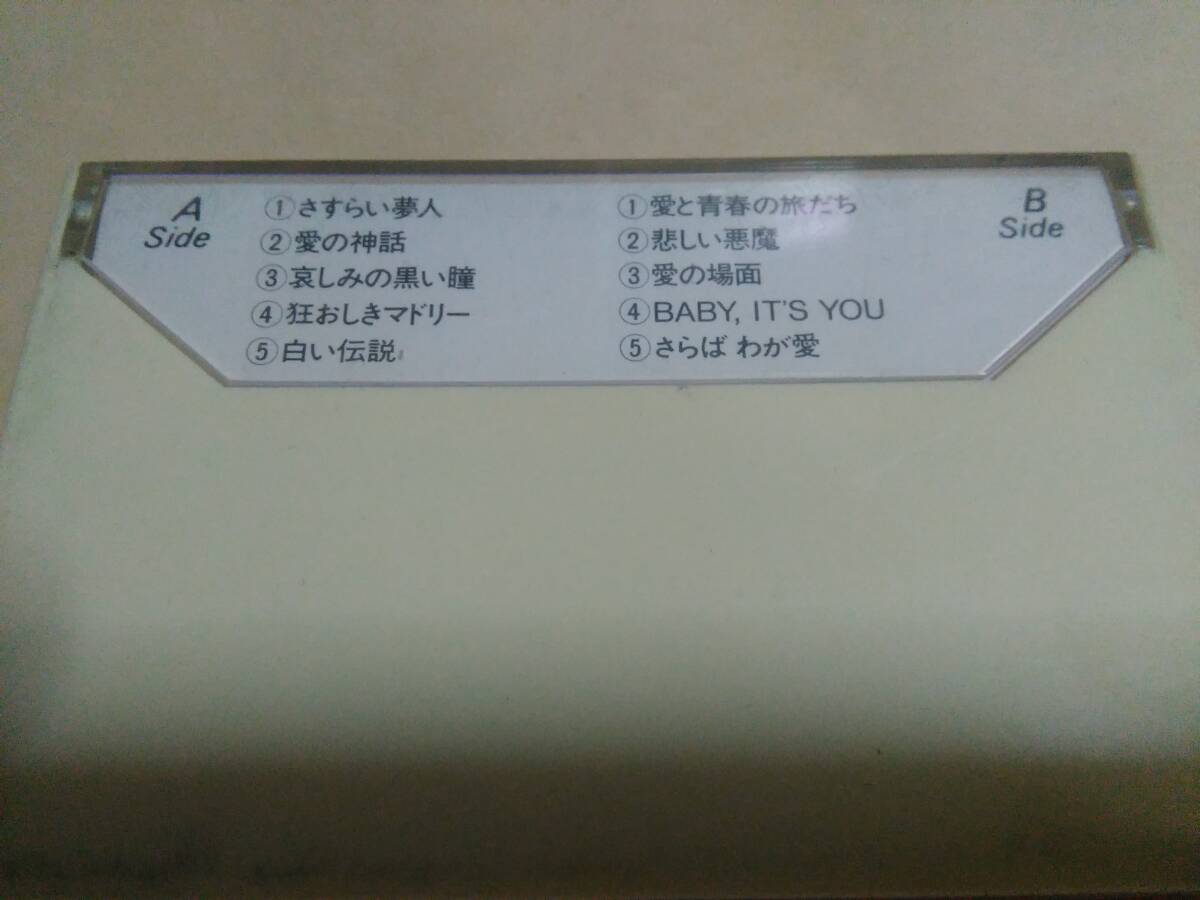 A
Side
①さすらい夢人
②愛の神話
③哀しみの黒い瞳
④狂おしきマドリー
⑤白い伝説
①愛と青春の旅だち
②悲しい悪魔
③愛の場面
④BABY, IT'S YOU
⑤さらば わが愛
B
Side